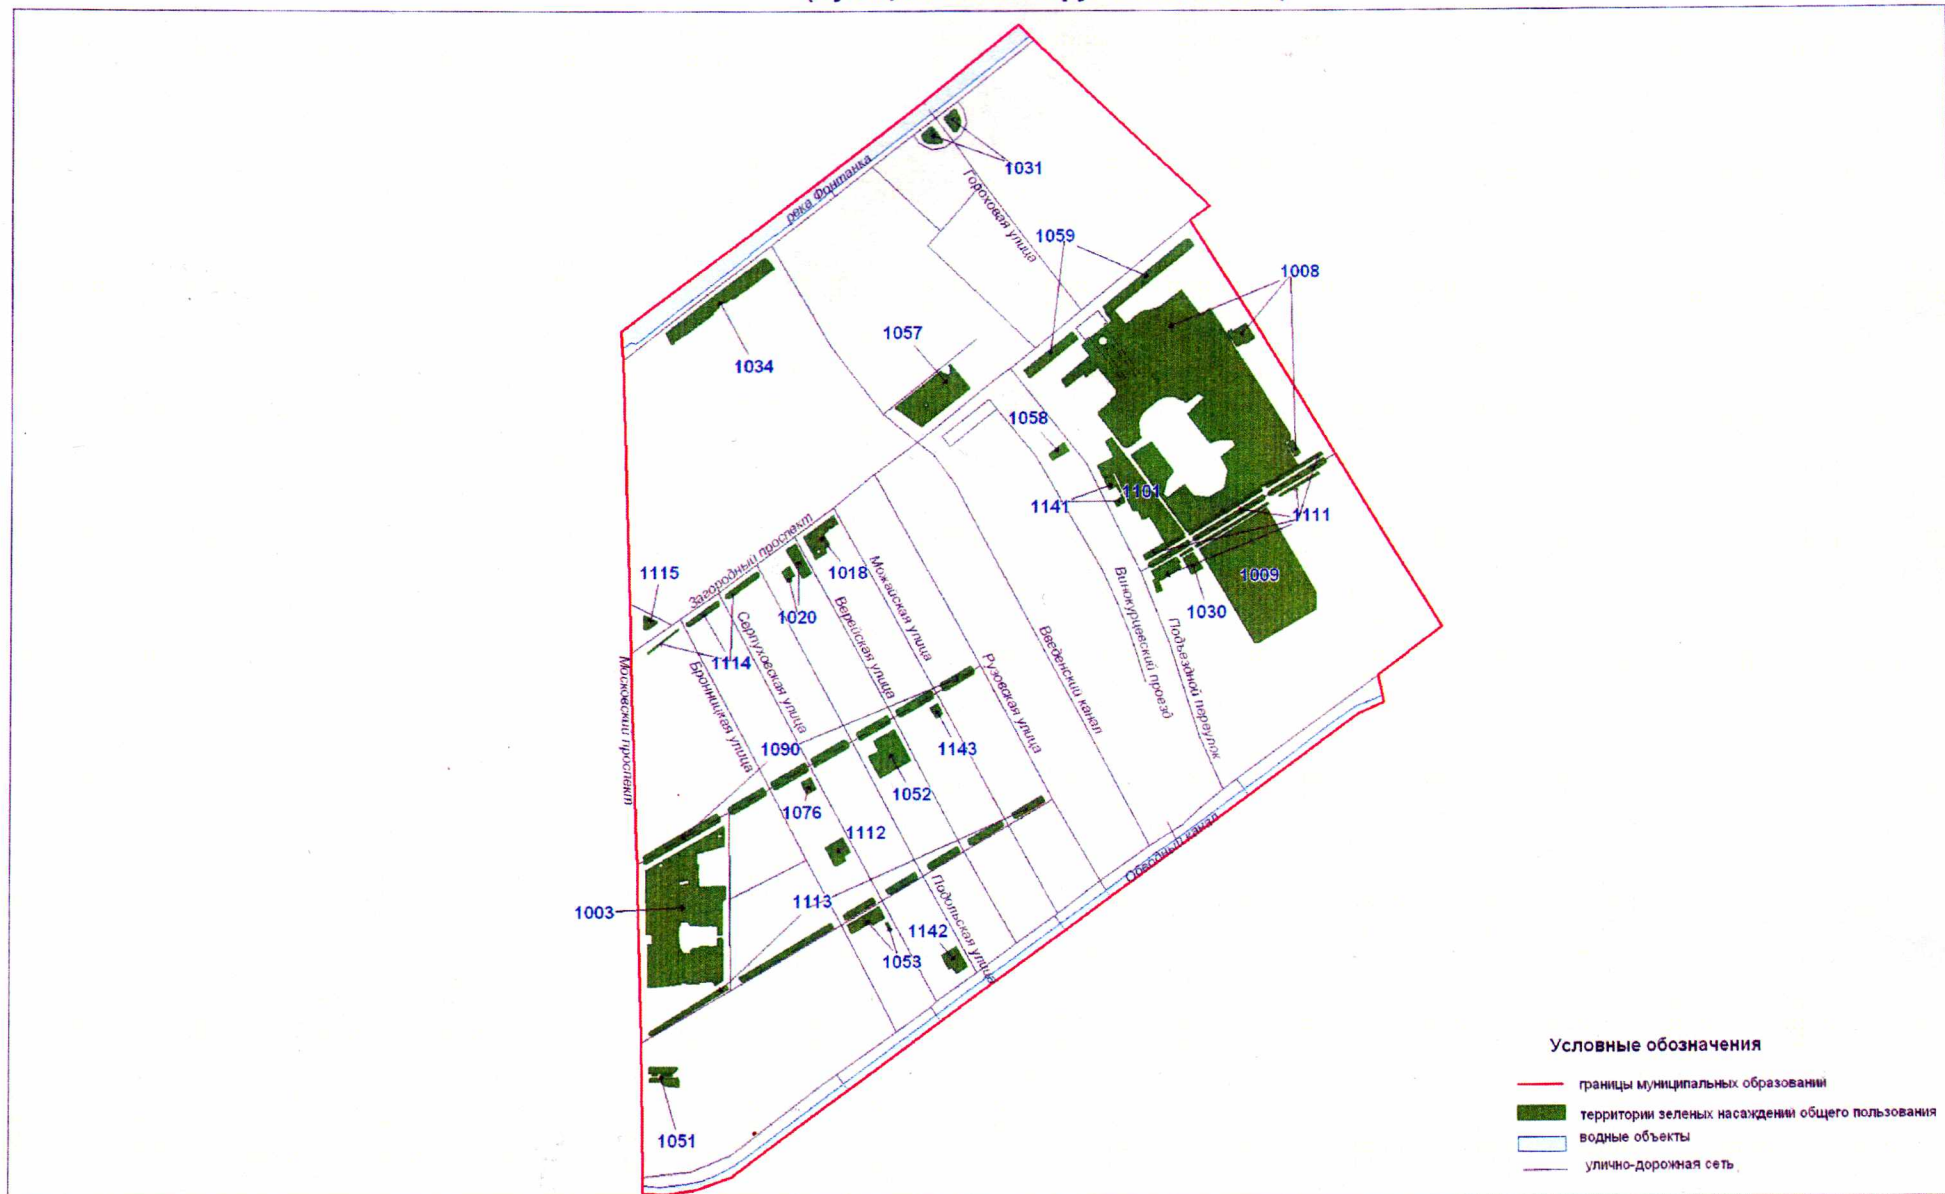 1031
река Фонтанка
Гороховая улица
1059
1008
1034
1057
1058
1141
1101
1111
1009
1030
1115
Загородный проспект
1018
1020
1114
Можайская улица
Верейская улица
Серпуховская улица
Бронницкая улица
Московский проспект
Рузовская улица
Введенский канал
Винокурцевский проезд
Подъездной переулок
1090
1143
1052
1076
1112
1113
1003
Подольская улица
1142
1053
Обводный канал
1051
Условные обозначения
границы муниципальных образований
территории зеленых насаждений общего пользования
водные объекты
улично-дорожная сеть